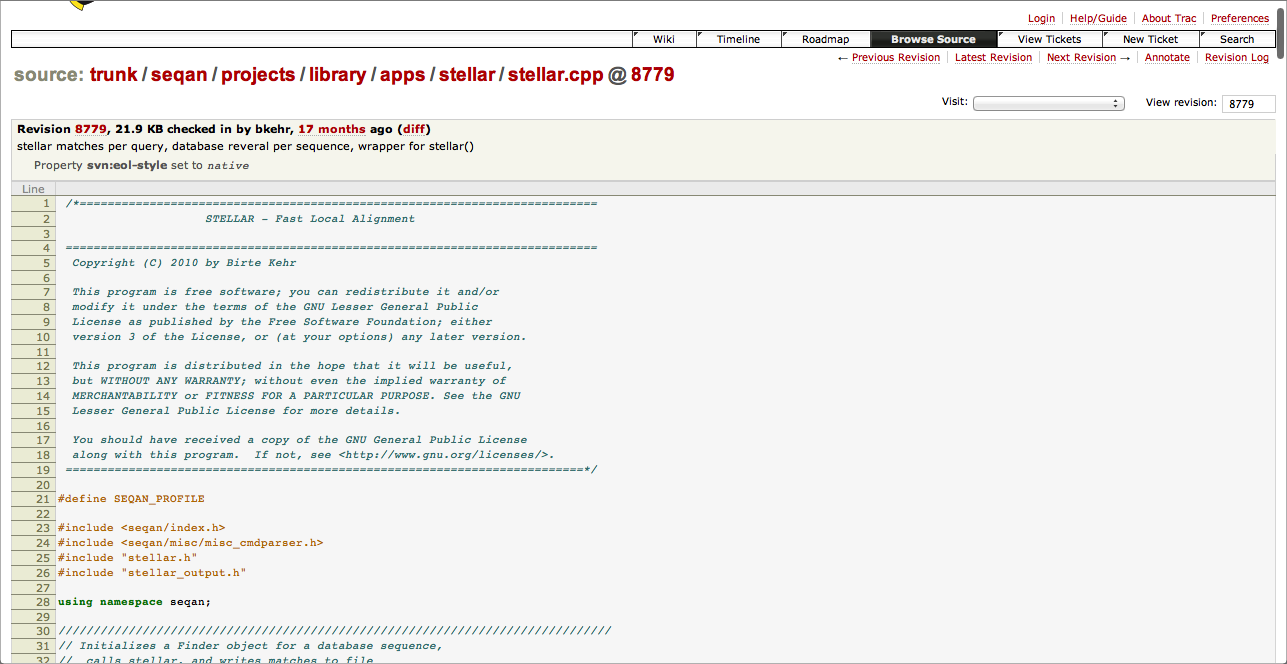 Login Help/Guide About Trac Preferences
Wiki Timeline Roadmap Browse Source View Tickets New Ticket Search
← Previous Revision Latest Revision Next Revision → Annotate Revision Log
source: trunk / seqan / projects / library / apps / stellar / stellar.cpp @ 8779
Visit: View revision: 8779
Revision 8779, 21.9 KB checked in by bkehr, 17 months ago (diff)
stellar matches per query, database reveral per sequence, wrapper for stellar()
Property svn:eol-style set to native
Line
1 /*==========================================================================
2 STELLAR - Fast Local Alignment
3
4 ============================================================================
5 Copyright (C) 2010 by Birte Kehr
6
7 This program is free software; you can redistribute it and/or
8 modify it under the terms of the GNU Lesser General Public
9 License as published by the Free Software Foundation; either
10 version 3 of the License, or (at your options) any later version.
11
12 This program is distributed in the hope that it will be useful,
13 but WITHOUT ANY WARRANTY; without even the implied warranty of
14 MERCHANTABILITY or FITNESS FOR A PARTICULAR PURPOSE. See the GNU
15 Lesser General Public License for more details.
16
17 You should have received a copy of the GNU General Public License
18 along with this program.  If not, see <http://www.gnu.org/licenses/>.
19 ==========================================================================*/
20
21 #define SEQAN_PROFILE
22
23 #include <seqan/index.h>
24 #include <seqan/misc/misc_cmdparser.h>
25 #include "stellar.h"
26 #include "stellar_output.h"
27
28 using namespace seqan;
29
30 ///////////////////////////////////////////////////////////////////////////////
31 // Initializes a Finder object for a database sequence,
32 //  calls stellar, and writes matches to file